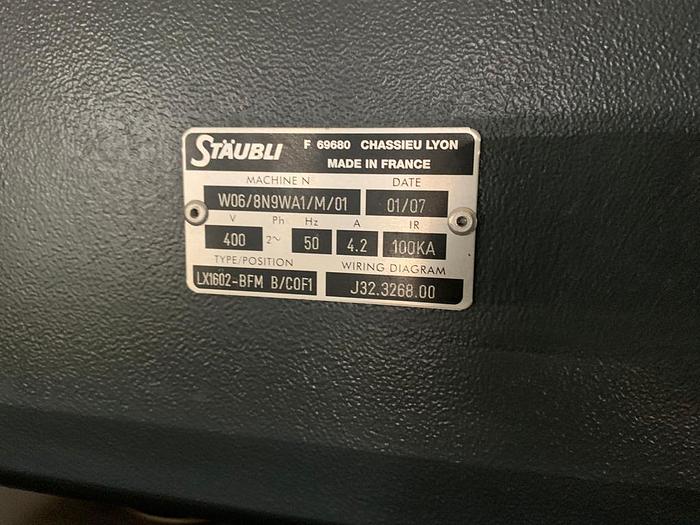 STÄUBLI F 69680 CHASSIEU LYON
MADE IN FRANCE
MACHINE N DATE
W06/8N9WA1/M/01 01/07
V Ph Hz A IR
400 2~ 50 4.2 100KA
TYPE/POSITION WIRING DIAGRAM
LX1602-BFM B/COF1 J32.3268.00